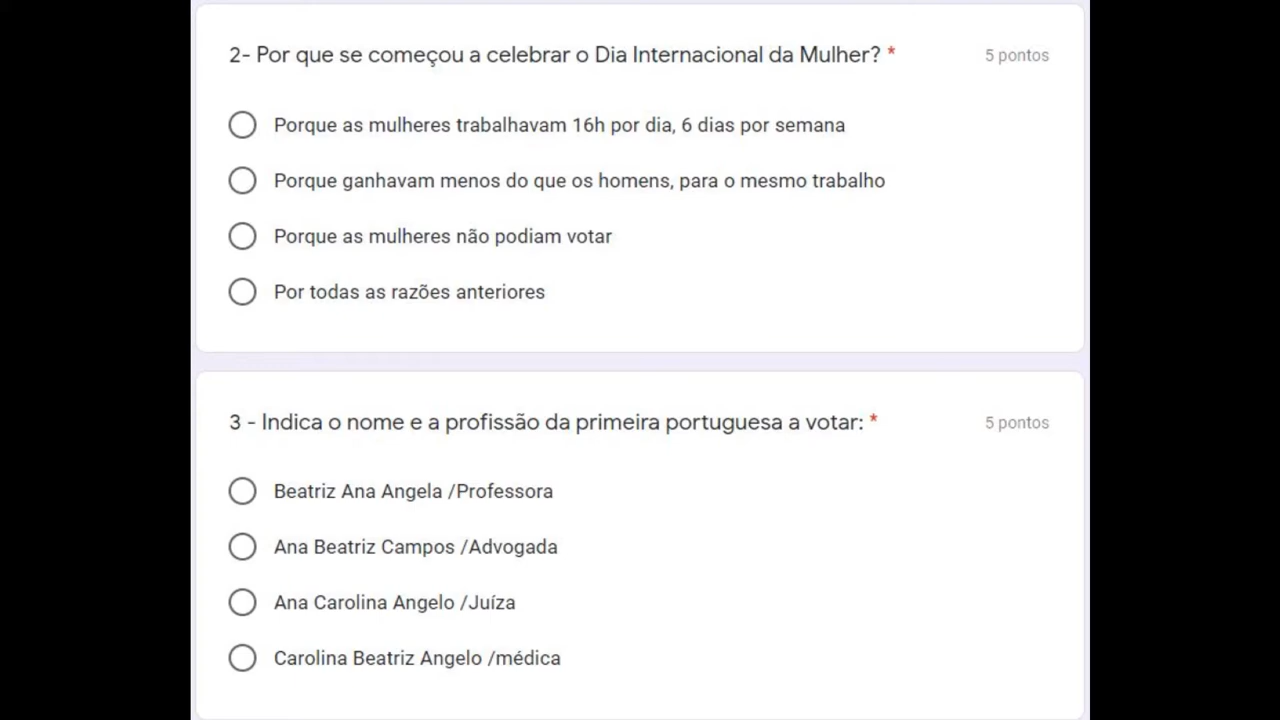 2- Por que se começou a celebrar o Dia Internacional da Mulher? *
5 pontos
Porque as mulheres trabalhavam 16h por dia, 6 dias por semana
Porque ganhavam menos do que os homens, para o mesmo trabalho
Porque as mulheres não podiam votar
Por todas as razões anteriores
3 - Indica o nome e a profissão da primeira portuguesa a votar: *
5 pontos
Beatriz Ana Angela /Professora
Ana Beatriz Campos /Advogada
Ana Carolina Angelo /Juíza
Carolina Beatriz Angelo /médica